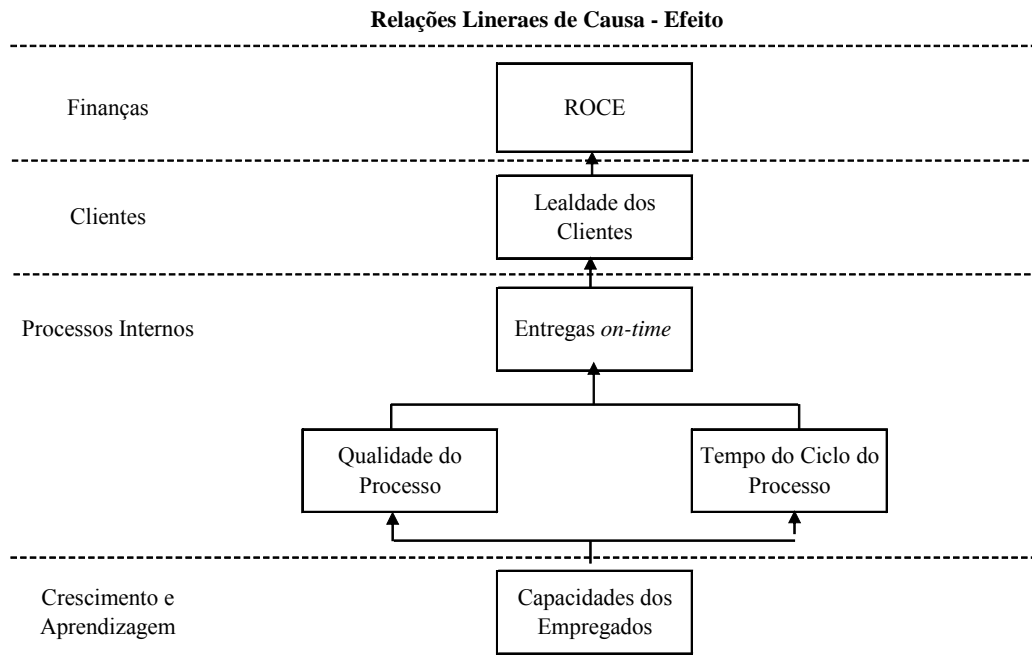 Relações Lineraes de Causa - Efeito
Finanças
ROCE
Clientes
Lealdade dos
Clientes
Processos Internos
Entregas on-time
Qualidade do
Processo
Tempo do Ciclo do
Processo
Crescimento e
Aprendizagem
Capacidades dos
Empregados